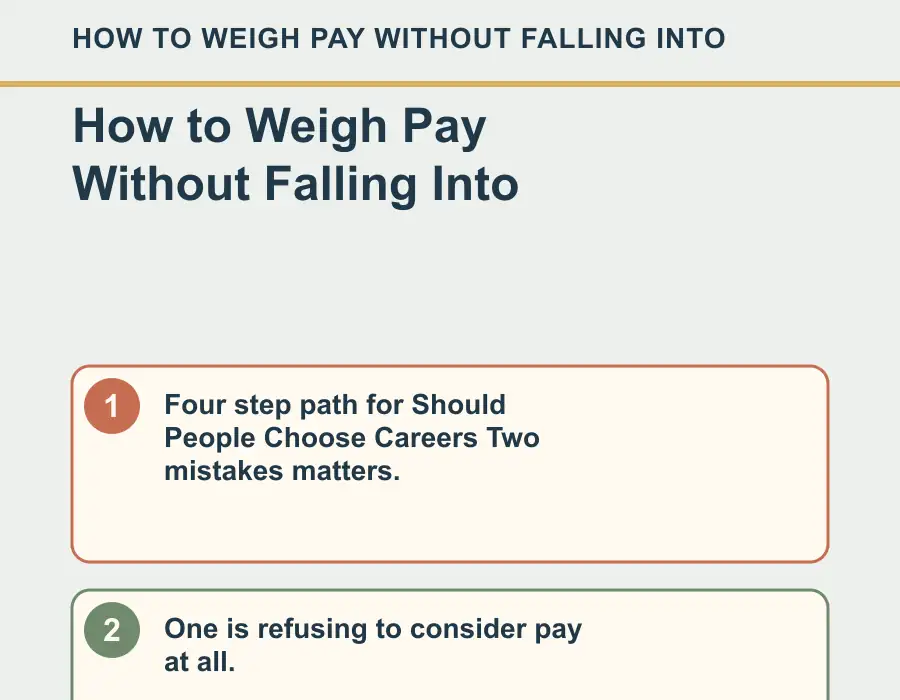 HOW TO WEIGH PAY WITHOUT FALLING INTO
How to Weigh Pay
Without Falling Into
1
Four step path for Should
People Choose Careers Two
mistakes matters.
2
One is refusing to consider pay
at all.